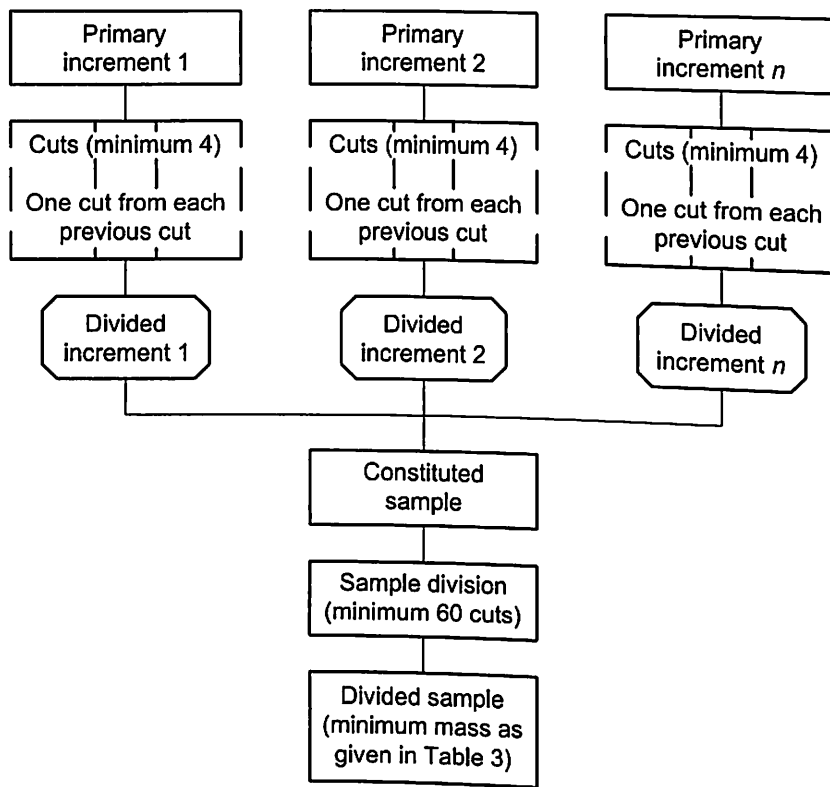 Primary
increment 1
Primary
increment 2
Primary
increment n
Cuts (minimum 4)
One cut from each
previous cut
Cuts (minimum 4)
One cut from each
previous cut
Cuts (minimum 4)
One cut from each
previous cut
Divided
increment 1
Divided
increment 2
Divided
increment n
Constituted
sample
Sample division
(minimum 60 cuts)
Divided sample
(minimum mass as
given in Table 3)